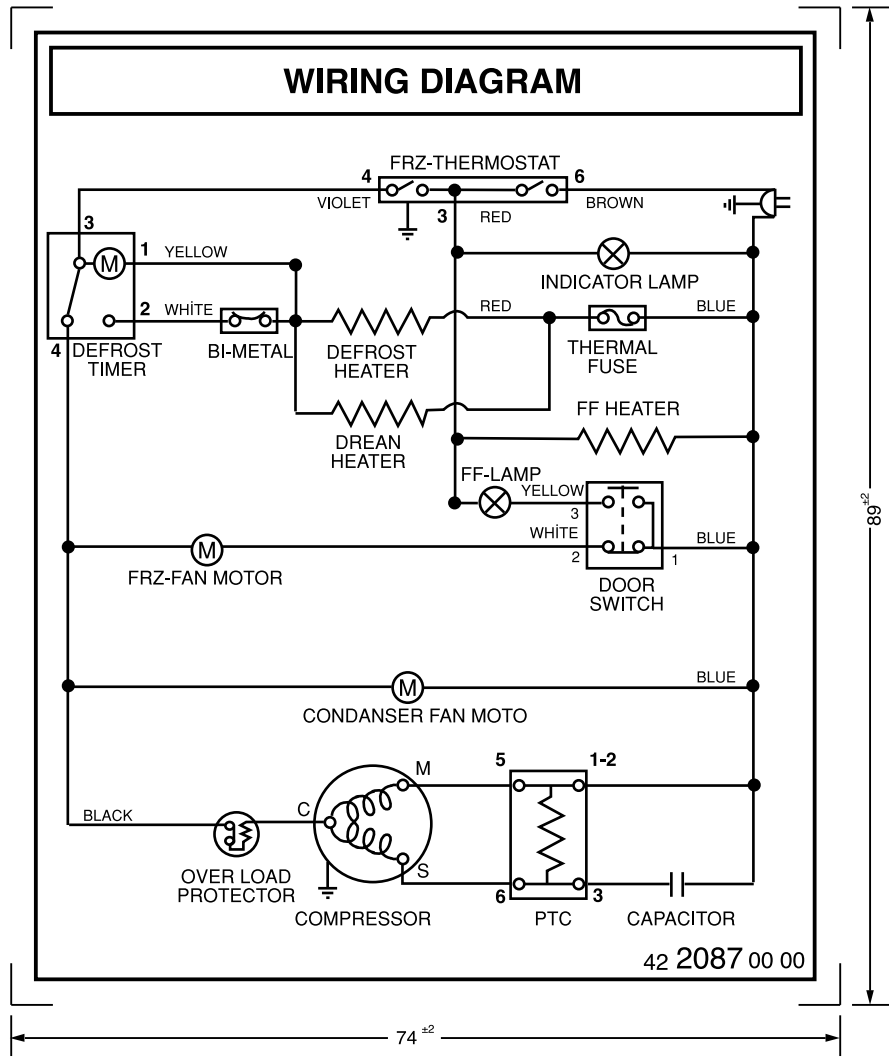 WIRING DIAGRAM
FRZ-THERMOSTAT
4
6
VIOLET
3
RED
BROWN
3
1
YELLOW
M
INDICATOR LAMP
2
WHİTE
RED
BLUE
4
DEFROST
TIMER
BI-METAL
DEFROST
HEATER
THERMAL
FUSE
FF HEATER
DREAN
HEATER
FF-LAMP
YELLOW
3
WHİTE
2
1
BLUE
M
FRZ-FAN MOTOR
DOOR
SWITCH
BLUE
M
CONDANSER FAN MOTO
5
1-2
M
C
BLACK
S
6
3
OVER LOAD
PROTECTOR
COMPRESSOR
PTC
CAPACITOR
42 2087 00 00
89 ±2
74 ±2